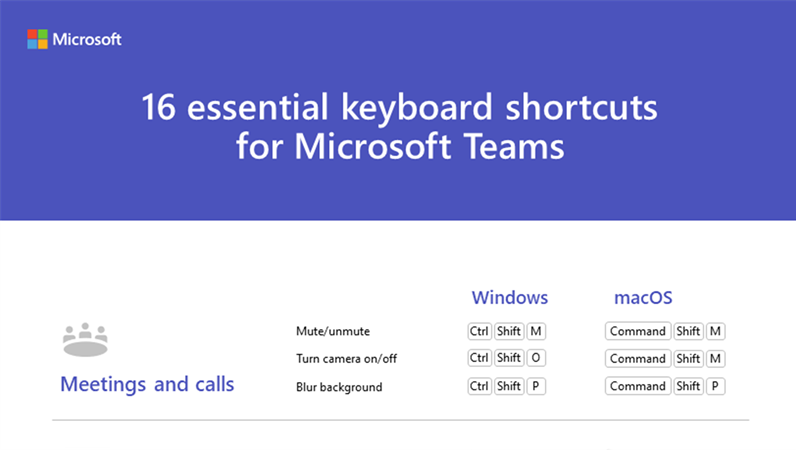 Microsoft
16 essential keyboard shortcuts
for Microsoft Teams
Windows macOS
Mute/unmute Ctrl Shift M Command Shift M
Turn camera on/off Ctrl Shift O Command Shift M
Meetings and calls
Blur background Ctrl Shift P Command Shift P